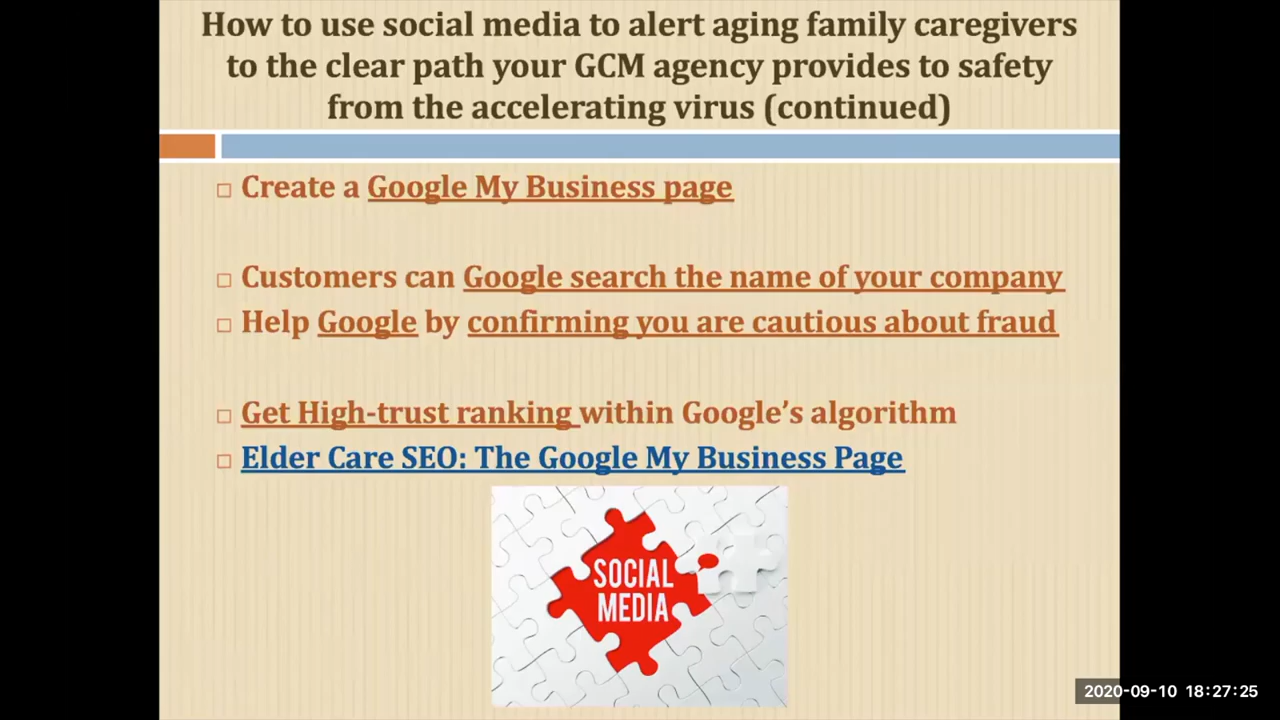 How to use social media to alert aging family caregivers
to the clear path your GCM agency provides to safety
from the accelerating virus (continued)
Create a Google My Business page
Customers can Google search the name of your company
Help Google by confirming you are cautious about fraud
Get High-trust ranking within Google’s algorithm
Elder Care SEO: The Google My Business Page
SOCIAL
MEDIA
2020-09-10 18:27:25